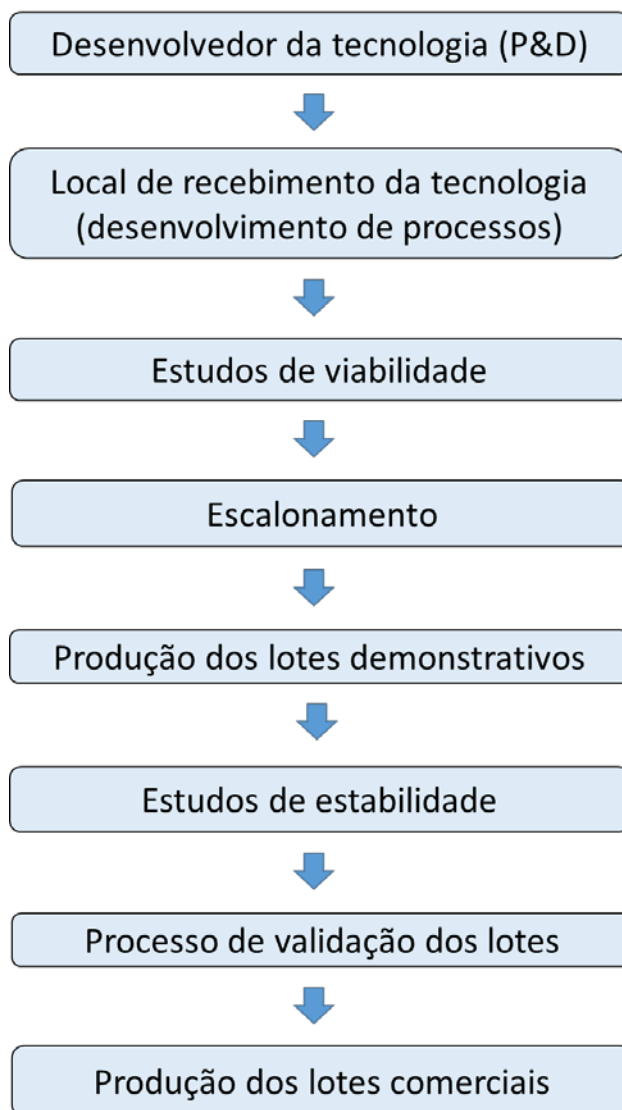 Desenvolvedor da tecnologia (P&D)
Local de recebimento da tecnologia
(desenvolvimento de processos)
Estudos de viabilidade
Escalonamento
Produção dos lotes demonstrativos
Estudos de estabilidade
Processo de validação dos lotes
Produção dos lotes comerciais